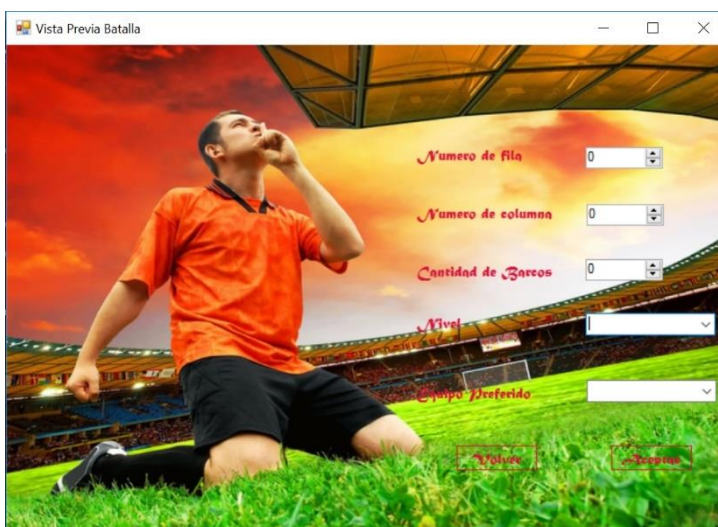 Vista Previa Batalla
Numero de fila
0
Numero de columna
0
Cantidad de Barcos
0
Nivel
Equipo Preferido
Volver
Aceptar